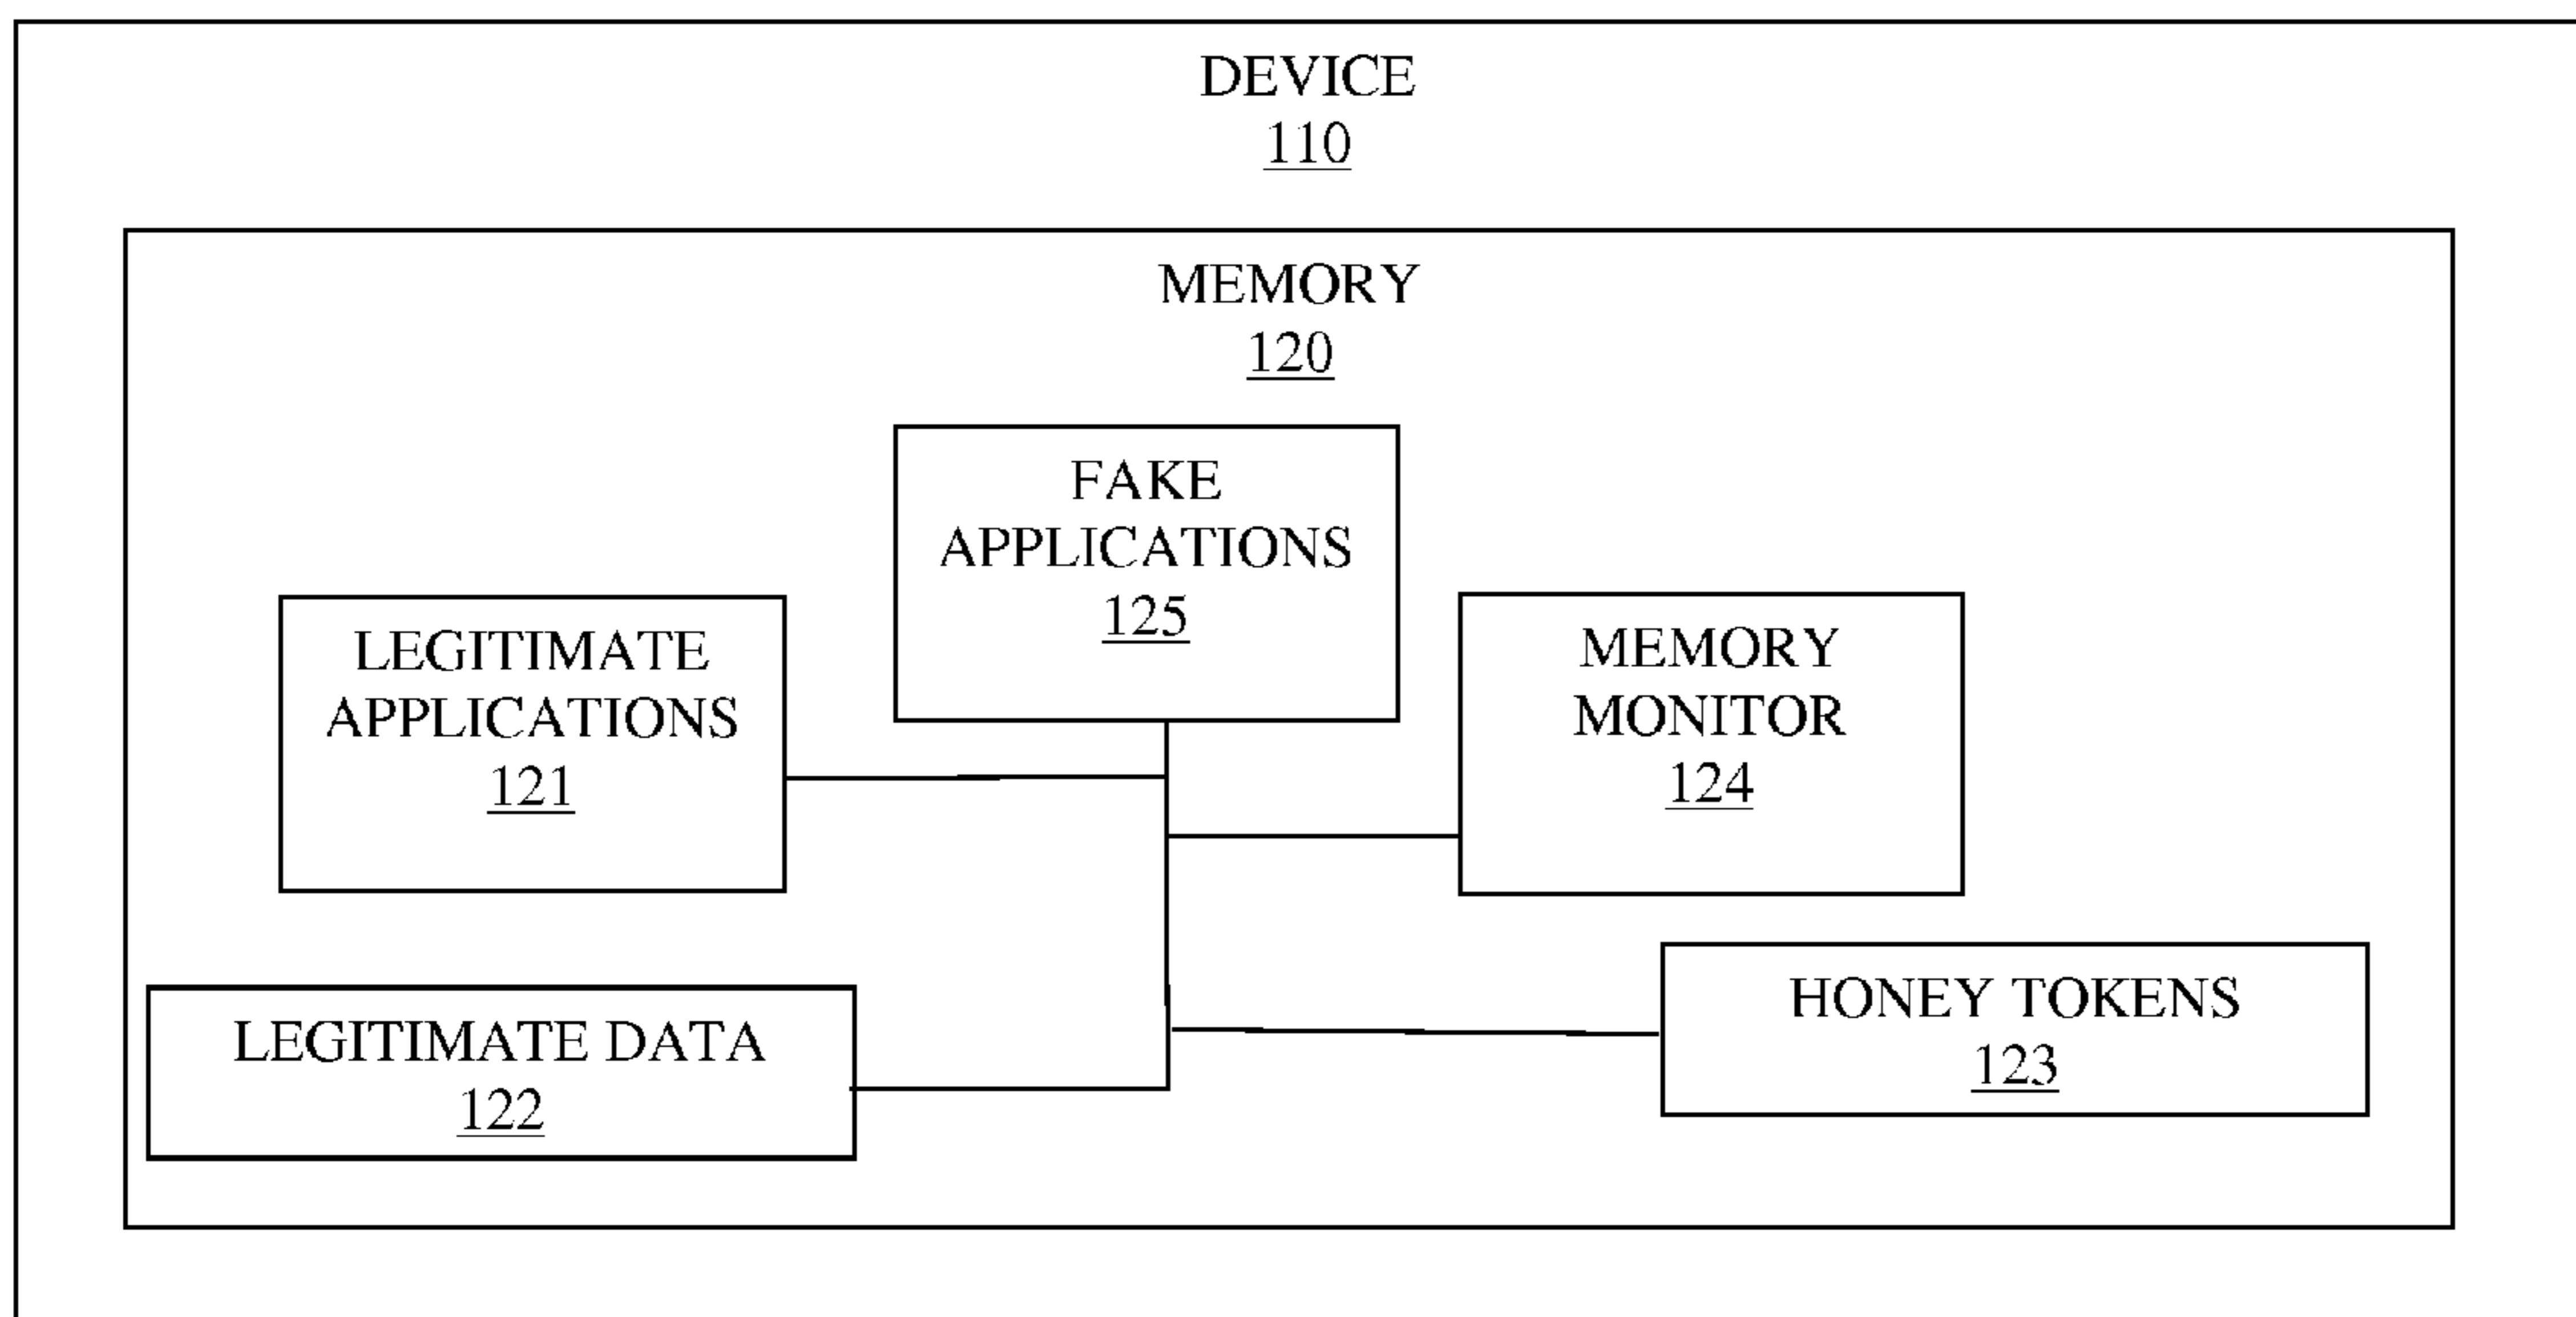 DEVICE
110
MEMORY
120
FAKE
APPLICATIONS
125
LEGITIMATE
APPLICATIONS
121
MEMORY
MONITOR
124
LEGITIMATE DATA
122
HONEY TOKENS
123